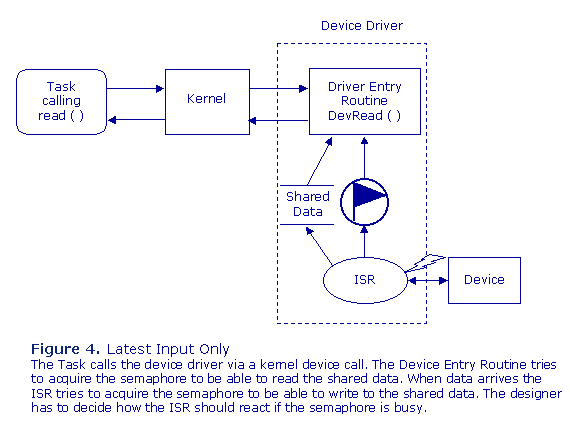 Device Driver
Task
calling
read ( )
Kernel
Driver Entry
Routine
DevRead ( )
Shared
Data
ISR
Device
Figure 4. Latest Input Only
The Task calls the device driver via a kernel device call. The Device Entry Routine tries
to acquire the semaphore to be able to read the shared data. When data arrives the
ISR tries to acquire the semaphore to be able to write to the shared data. The designer
has to decide how the ISR should react if the semaphore is busy.